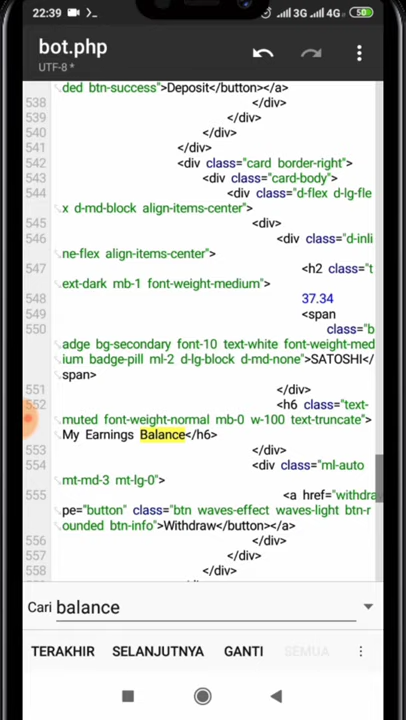 22:39
3G 4G 50
bot.php
UTF-8 *
ded btn-success">Deposit</button></a>
538 </div>
539 </div>
540 </div>
541 </div>
542 <div class="card border-right">
543 <div class="card-body">
544 <div class="d-flex d-lg-fle
x d-md-block align-items-center">
545 <div>
546 <div class="d-inli
ne-flex align-items-center">
547 <h2 class="t
ext-dark mb-1 font-weight-medium">
548 37.34
549 <span
550 class="b
adge bg-secondary font-10 text-white font-weight-med
ium badge-pill ml-2 d-lg-block d-md-none">SATOSHI</
span>
551 </div>
552 <h6 class="text-
muted font-weight-normal mb-0 w-100 text-truncate">
My Earnings Balance</h6>
553 </div>
554 <div class="ml-auto
mt-md-3 mt-lg-0">
555 <a href="withdra
pe="button" class="btn waves-effect waves-light btn-r
ounded btn-info">Withdraw</button></a>
556 </div>
557 </div>
558 </div>
Cari balance
TERAKHIR SELANJUTNYA GANTI SEMUA